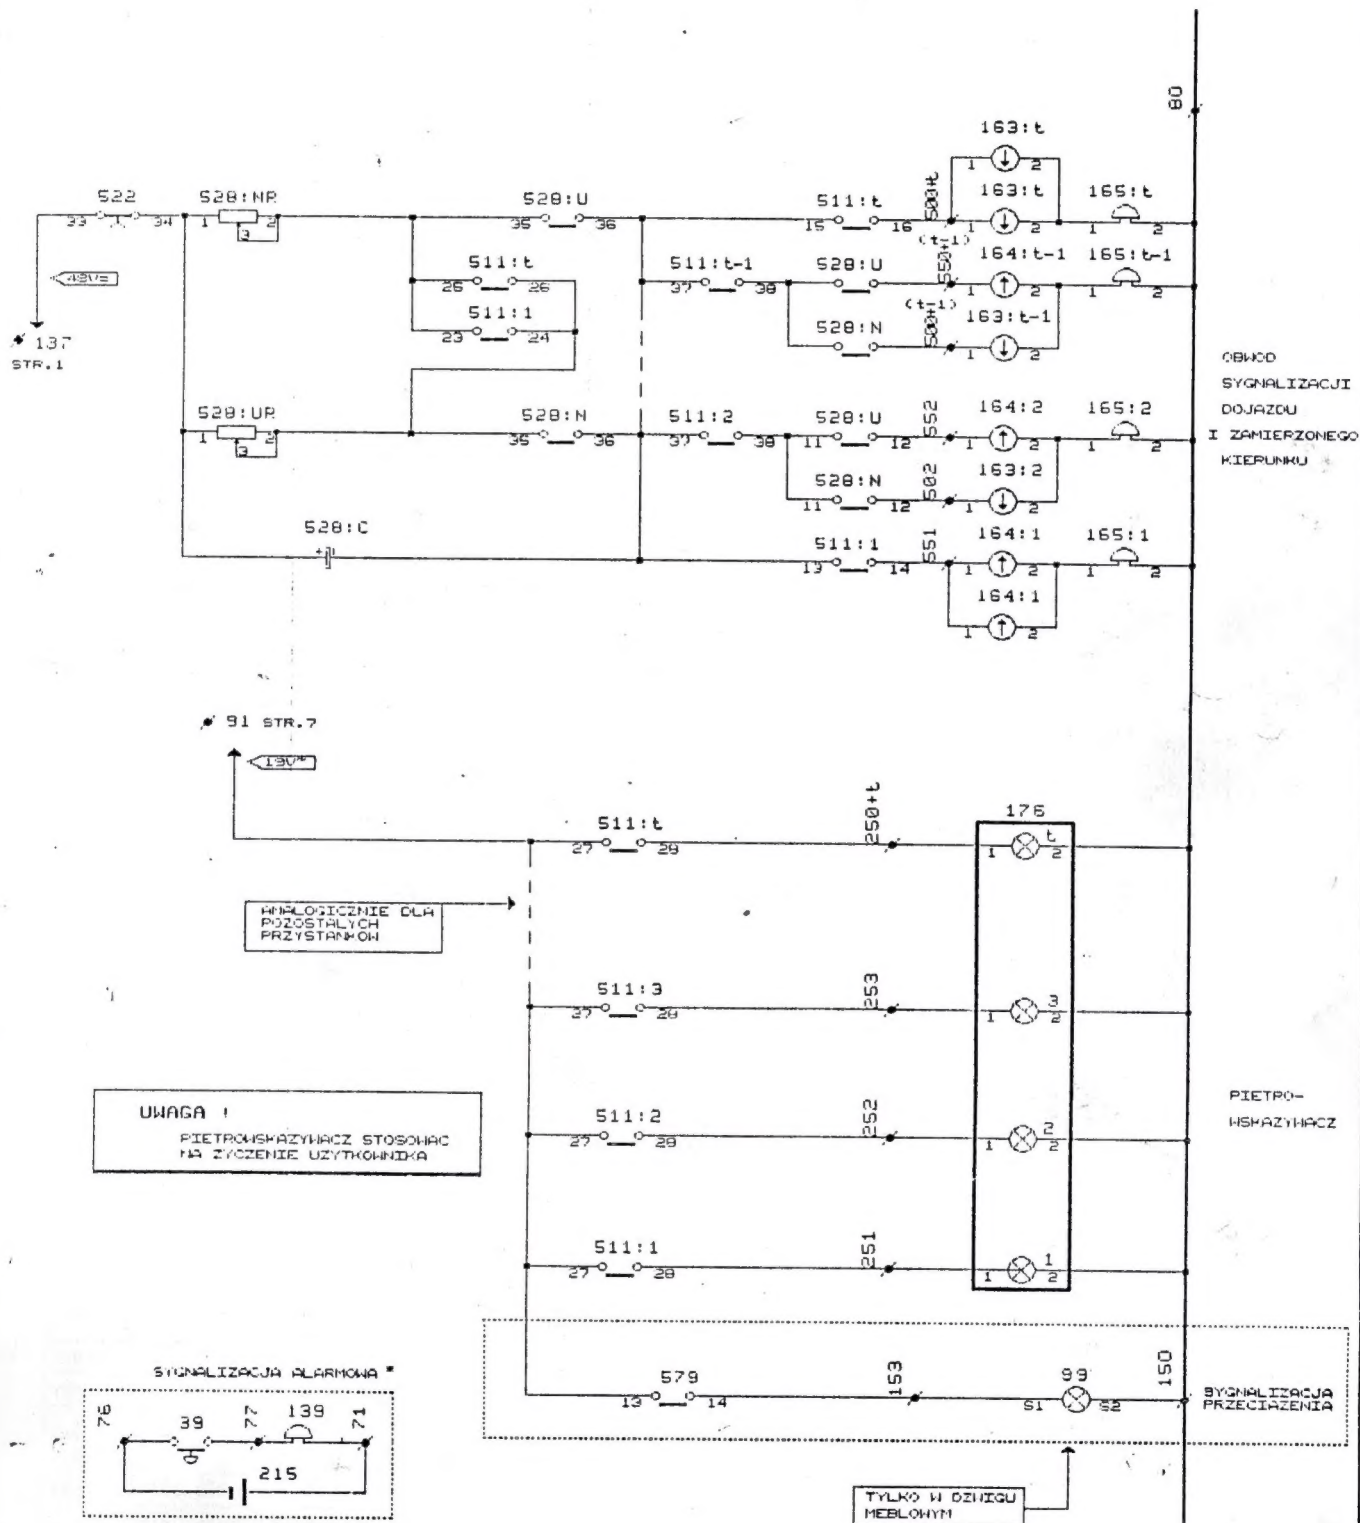 80
163:t
1 2
522 528:NR 528:U 511:t 163:t 165:t
33 34 1 2 3 35 36 15 16 500+t 1 2 1 2
(t-1)
48V=
511:t 511:t-1 528:U 550+t 164:t-1 165:t-1
25 26 37 38 1 2 1 2
(t-1)
511:1 528:N 500+t 163:t-1
23 24 1 2
137
STR.1
OBWOD
SYGNALIZACJI
DOJAZDU
I ZAMIERZONEGO
KIERUNKU
528:UR 528:N 511:2 528:U 552 164:2 165:2
1 2 3 35 36 37 38 11 12 1 2 1 2
528:N 502 163:2
11 12 1 2
528:C 511:1 551 164:1 165:1
+ 13 14 1 2 1 2
164:1
1 2
91 STR.7
511:t 250+t 176
27 28 1 t 2
ANALOGICZNIE DLA
POZOSTALYCH
PRZYSTANKOW
511:3 253
27 28 1 3 2
UWAGA !
PIETROWSKAZYWACZ STOSOWAC
NA ZYCZENIE UZYTKOWNIKA
511:2 252
27 28 1 2 2
PIETRO-
WSKAZYWACZ
511:1 251
27 28 1 1 2
579 153 99 150
13 14 S1 S2
SYGNALIZACJA
PRZECIAZENIA
TYLKO W DZWIGU
MEBLOWYM
SYGNALIZACJA ALARMOWA *
76 39 77 139 71
215